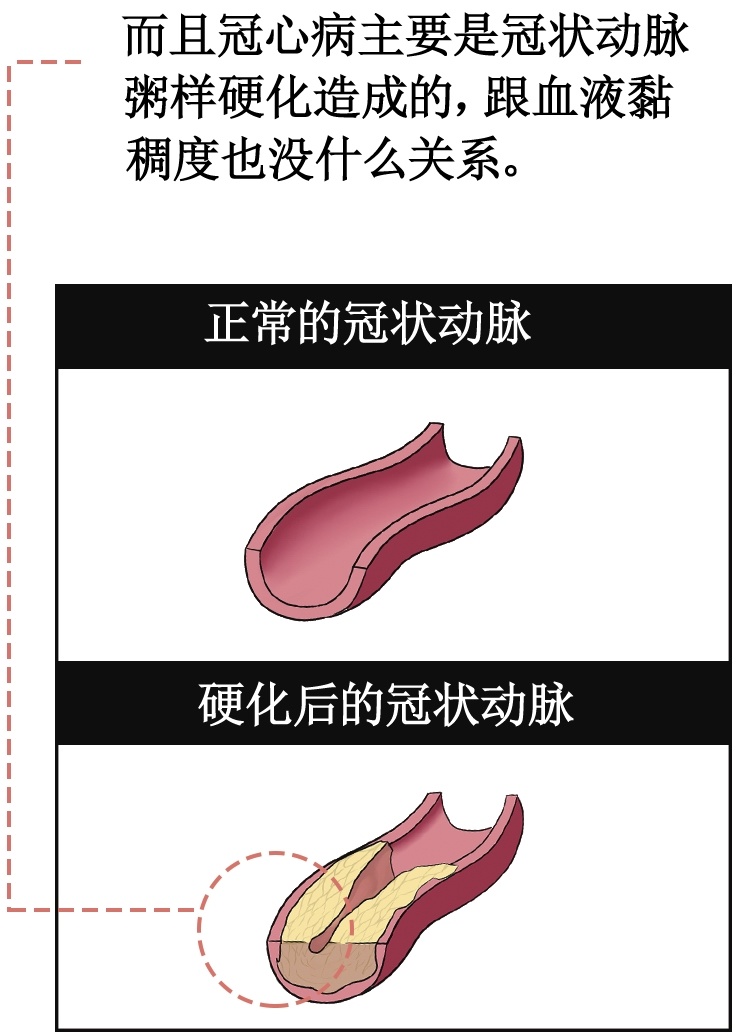 而且冠心病主要是冠状动脉
粥样硬化造成的，跟血液黏
稠度也没什么关系。
正常的冠状动脉
硬化后的冠状动脉